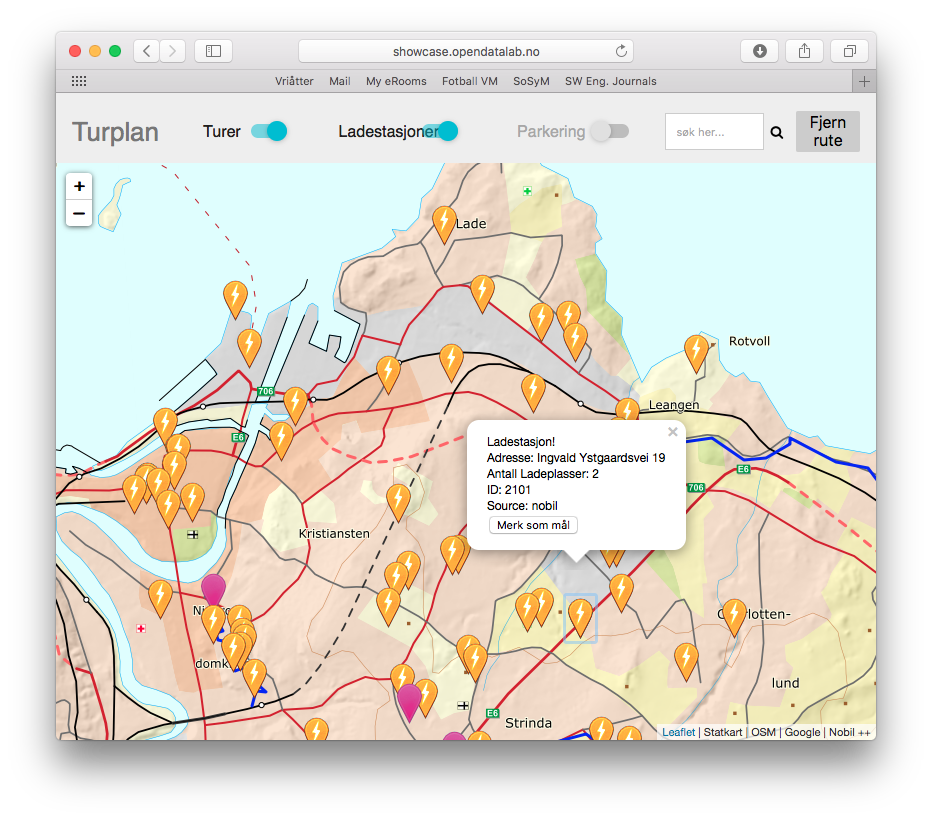 showcase.opendatalab.no
Vriåtter Mail My eRooms Fotball VM SoSyM SW Eng. Journals
Turplan Turer Ladestasjoner Parkering søk her... Fjern rute
+
−
Lade
Rotvoll
706
Leangen
E6
Ladestasjon!
Adresse: Ingvald Ystgaardsvei 19
Antall Ladeplasser: 2
ID: 2101
Source: nobil
Merk som mål
×
E6
706
Kristiansten
domk
lund
E6
Strinda
Leaflet | Statkart | OSM | Google | Nobil ++